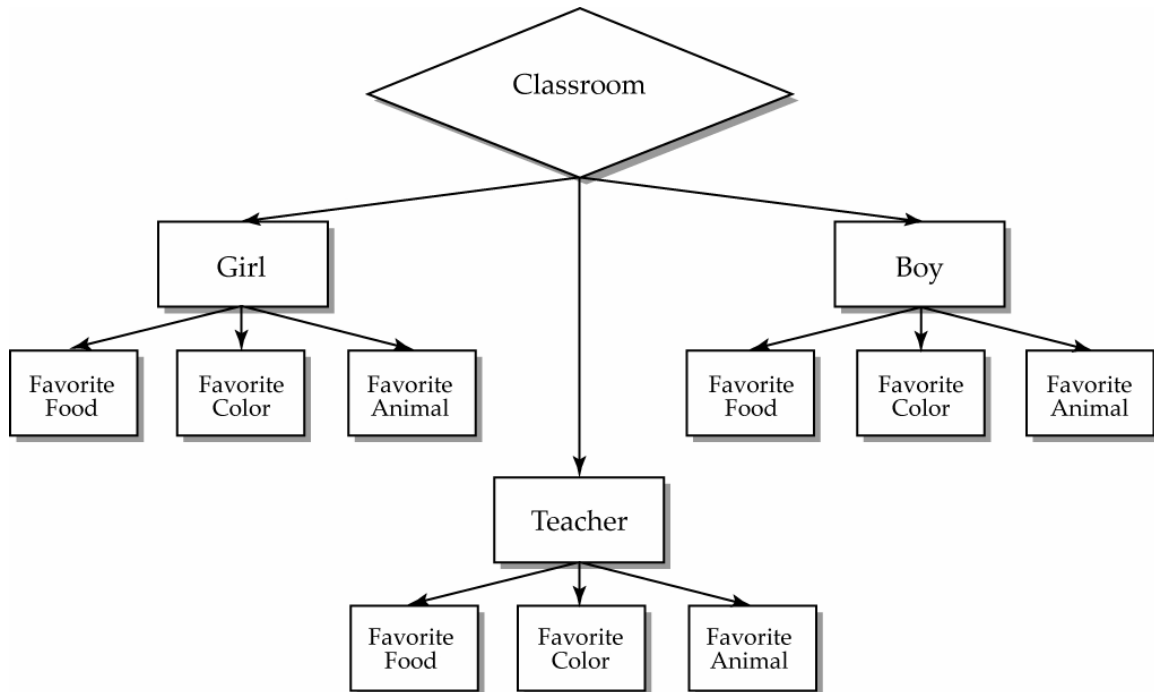 Classroom
Girl
Boy
Favorite
Food
Favorite
Color
Favorite
Animal
Favorite
Food
Favorite
Color
Favorite
Animal
Teacher
Favorite
Food
Favorite
Color
Favorite
Animal